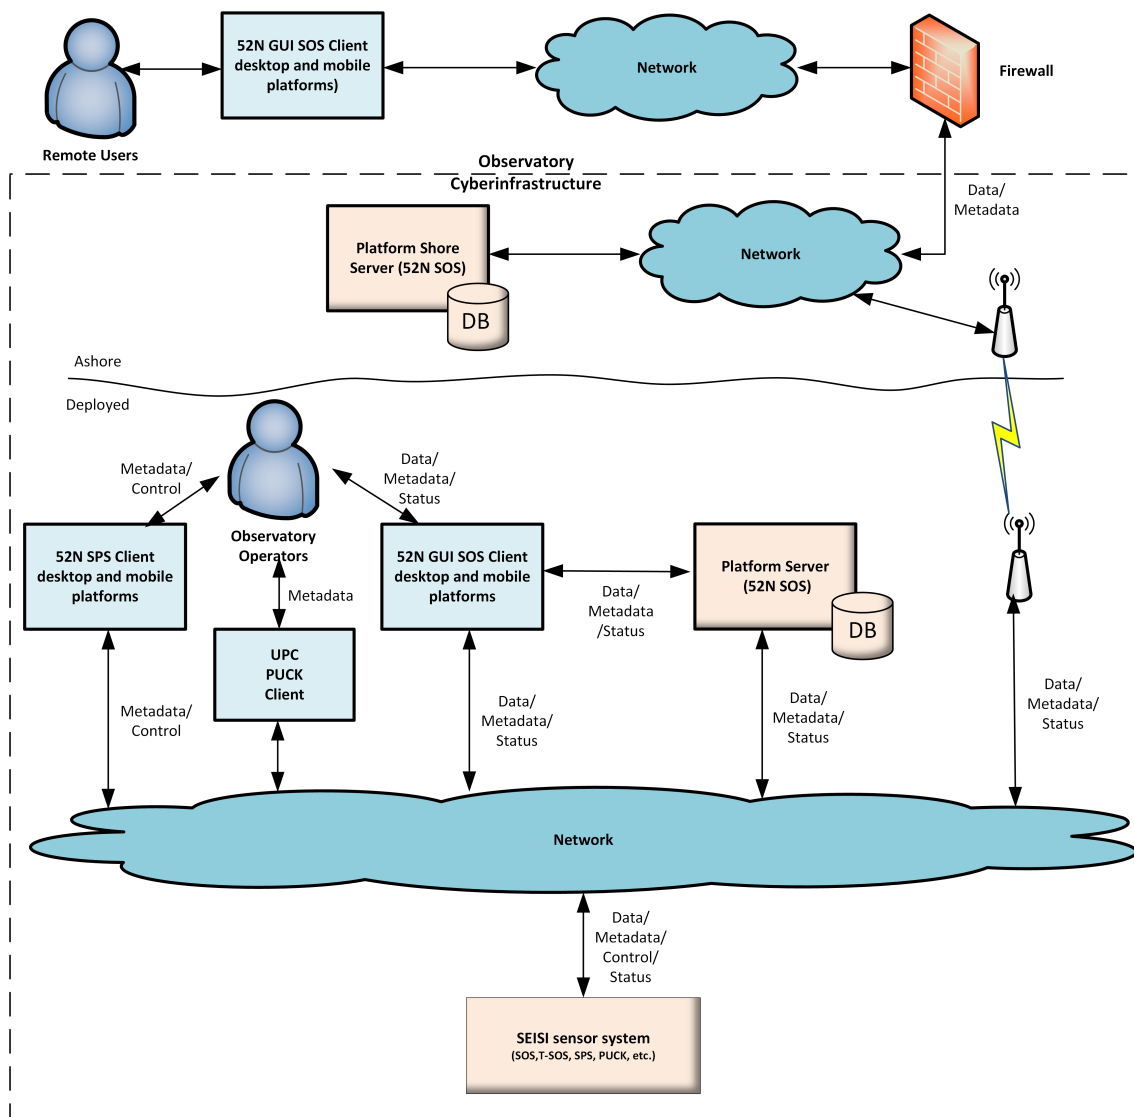 52N GUI SOS Client
desktop and mobile
platforms)
Network
Firewall
Remote Users
Observatory
Cyberinfrastructure
Data/
Metadata
Platform Shore
Server (52N SOS)
DB
Network
Ashore
Deployed
Metadata/
Control
Data/
Metadata/
Status
Observatory
Operators
52N SPS Client
desktop and mobile
platforms
Metadata
52N GUI SOS Client
desktop and mobile
platforms
Data/
Metadata
/Status
Platform Server
(52N SOS)
DB
UPC
PUCK
Client
Metadata/
Control
Data/
Metadata/
Status
Data/
Metadata/
Status
Data/
Metadata/
Status
Network
Data/
Metadata/
Control/
Status
SEISI sensor system
(SOS,T-SOS, SPS, PUCK, etc.)